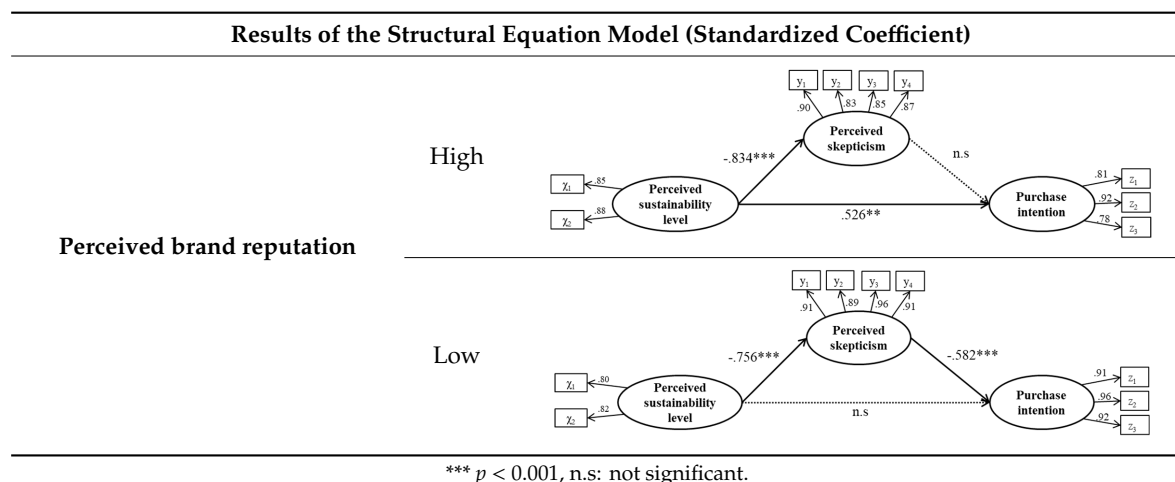 Results of the Structural Equation Model (Standardized Coefficient)
Perceived brand reputation
High
y₁ y₂ y₃ y₄
.90 .83 .85 .87
Perceived
skepticism
-.834***
n.s
χ₁ .85
χ₂ .88
Perceived
sustainability
level
.526**
Purchase
intention
.81 z₁
.92 z₂
.78 z₃
Low
y₁ y₂ y₃ y₄
.91 .89 .96 .91
Perceived
skepticism
-.756***
-.582***
χ₁ .80
χ₂ .82
Perceived
sustainability
level
n.s
Purchase
intention
.91 z₁
.96 z₂
.92 z₃
*** p < 0.001, n.s: not significant.